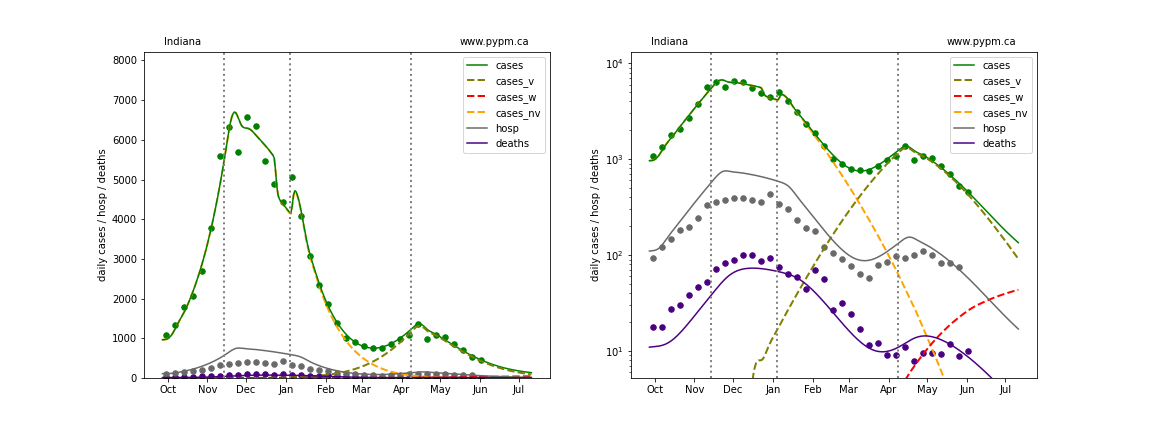 Indiana www.pypm.ca
daily cases / hosp / deaths
8000
7000
6000
5000
4000
3000
2000
1000
0
Oct Nov Dec Jan Feb Mar Apr May Jun Jul
cases
cases_v
cases_w
cases_nv
hosp
deaths
Indiana www.pypm.ca
daily cases / hosp / deaths
10⁴
10³
10²
10¹
Oct Nov Dec Jan Feb Mar Apr May Jun Jul
cases
cases_v
cases_w
cases_nv
hosp
deaths